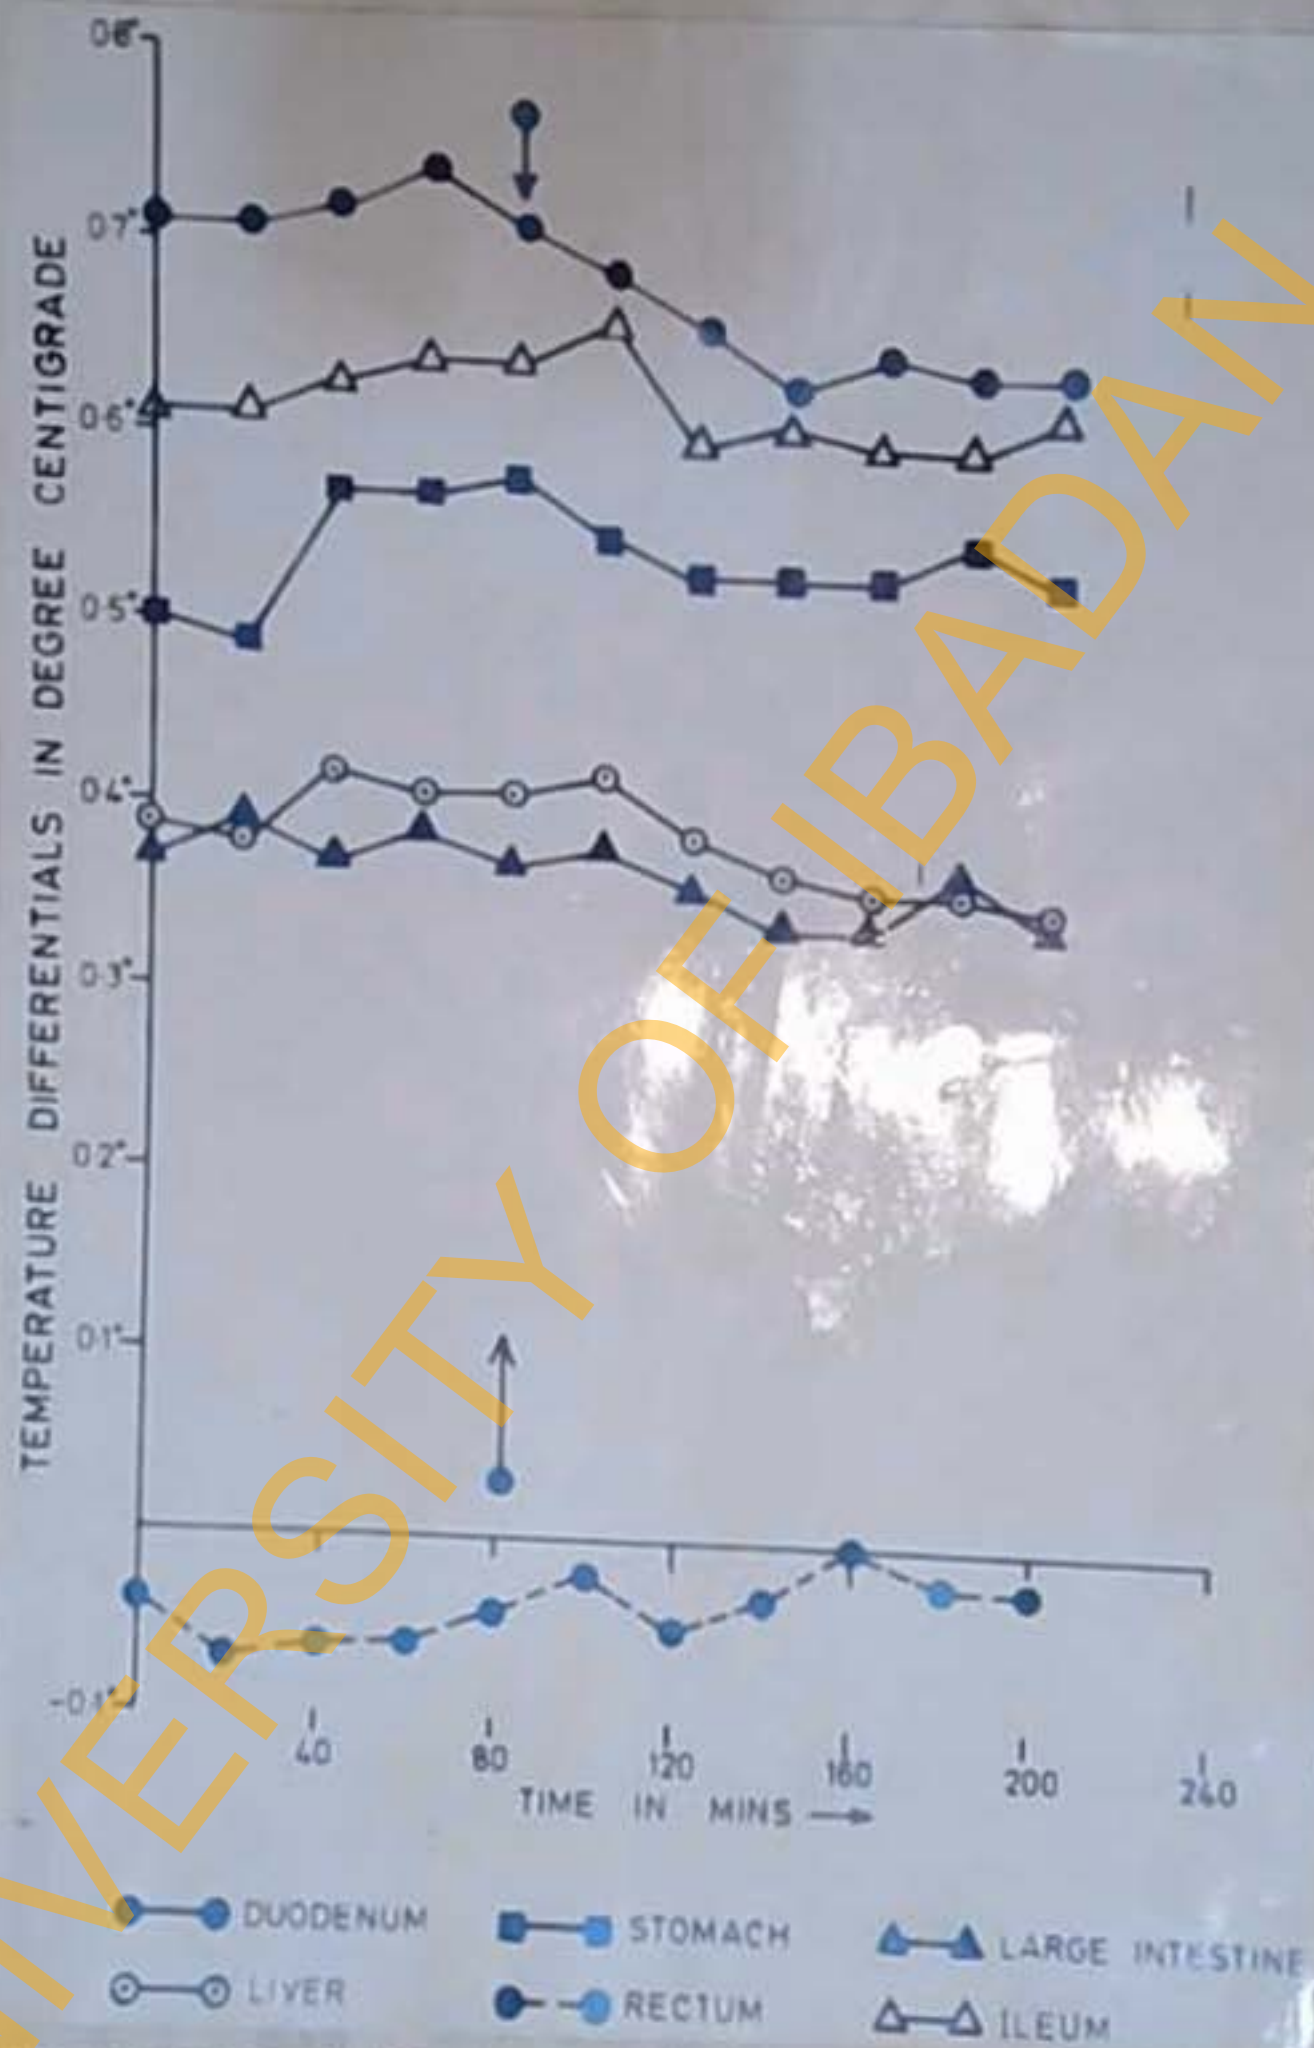 0.8°
0.7°
0.6°
0.5°
0.4°
0.3°
0.2°
0.1°
-0.1°
TEMPERATURE DIFFERENTIALS IN DEGREE CENTIGRADE
40 80 120 160 200 240
TIME IN MINS
DUODENUM STOMACH LARGE INTESTINE
LIVER RECTUM ILEUM
VERSITY OF IBADAN